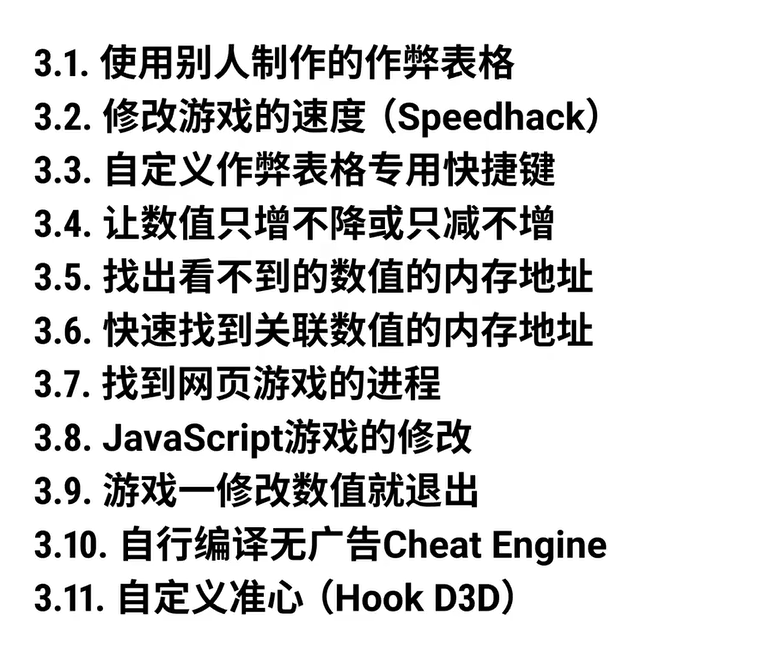 3.1. 使用别人制作的作弊表格
3.2. 修改游戏的速度（Speedhack）
3.3. 自定义作弊表格专用快捷键
3.4. 让数值只增不降或只减不增
3.5. 找出看不到的数值的内存地址
3.6. 快速找到关联数值的内存地址
3.7. 找到网页游戏的进程
3.8. JavaScript游戏的修改
3.9. 游戏一修改数值就退出
3.10. 自行编译无广告Cheat Engine
3.11. 自定义准心（Hook D3D）